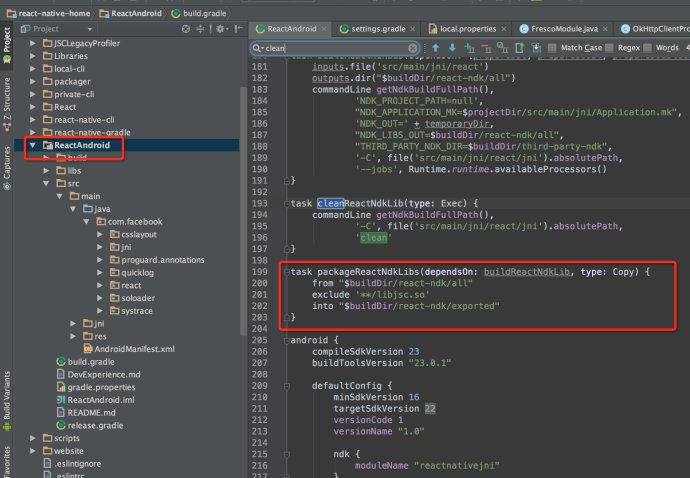 react-native-home ReactAndroid build.gradle
Project
JSCLegacyProfiler
Libraries
local-cli
packager
private-cli
React
react-native-cli
react-native-gradle
ReactAndroid
build
libs
src
main
java
com.facebook
csslayout
jni
proguard.annotations
quicklog
react
soloader
systrace
jni
res
AndroidManifest.xml
build.gradle
DevExperience.md
gradle.properties
ReactAndroid.iml
README.md
release.gradle
scripts
website
.eslintignore
Project
Z: Structure
Captures
Build Variants
Favorites
ReactAndroid settings.gradle local.properties FrescoModule.java OkHttpClientPro
clean
Match Case Regex Words
181 inputs.file('src/main/jni/react')
182 outputs.dir("$buildDir/react-ndk/all")
183 commandLine getNdkBuildFullPath(),
184 'NDK_PROJECT_PATH=null',
185 "NDK_APPLICATION_MK=$projectDir/src/main/jni/Application.mk",
186 'NDK_OUT=' + temporaryDir,
187 "NDK_LIBS_OUT=$buildDir/react-ndk/all",
188 "THIRD_PARTY_NDK_DIR=$buildDir/third-party-ndk",
189 '-C', file('src/main/jni/react/jni').absolutePath,
190 '--jobs', Runtime.runtime.availableProcessors()
191 }
192
193 task cleanReactNdkLib(type: Exec) {
194 commandLine getNdkBuildFullPath(),
195 '-C', file('src/main/jni/react/jni').absolutePath,
196 'clean'
197 }
198
199 task packageReactNdkLibs(dependsOn: buildReactNdkLib, type: Copy) {
200 from "$buildDir/react-ndk/all"
201 exclude '**/libjsc.so'
202 into "$buildDir/react-ndk/exported"
203 }
204
205 android {
206 compileSdkVersion 23
207 buildToolsVersion "23.0.1"
208
209 defaultConfig {
210 minSdkVersion 16
211 targetSdkVersion 22
212 versionCode 1
213 versionName "1.0"
214
215 ndk {
216 moduleName "reactnativejni"
217 }